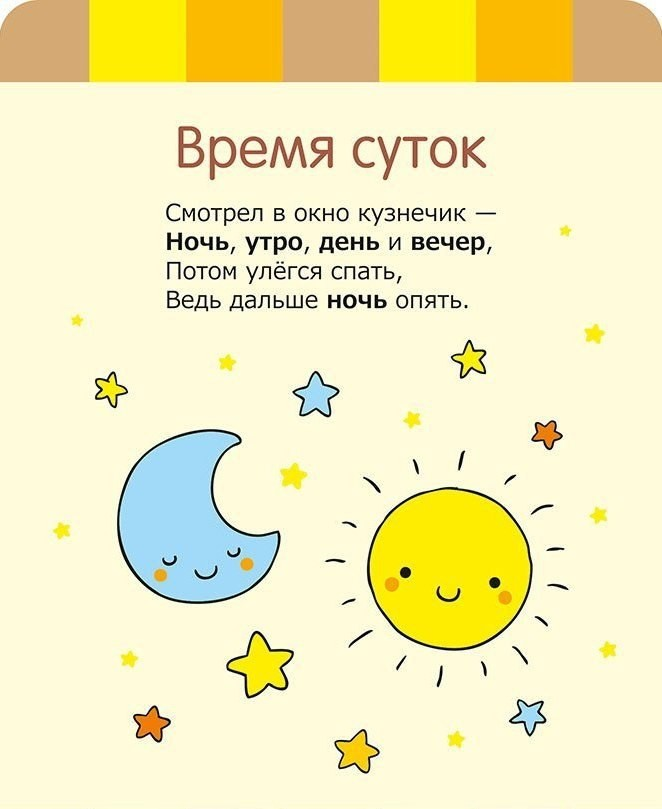 Время суток
Смотрел в окно кузнечик —
Ночь, утро, день и вечер,
Потом улёгся спать,
Ведь дальше ночь опять.